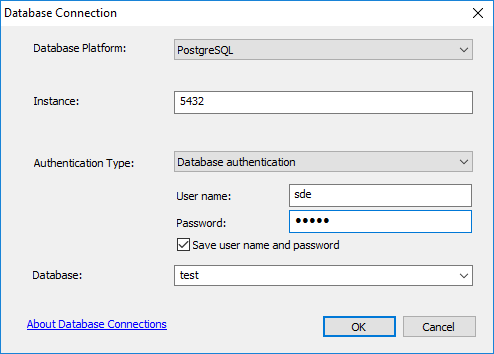 Database Connection
Database Platform:
PostgreSQL
Instance:
5432
Authentication Type:
Database authentication
User name:
sde
Password:
●●●●●
Save user name and password
Database:
test
About Database Connections
OK
Cancel